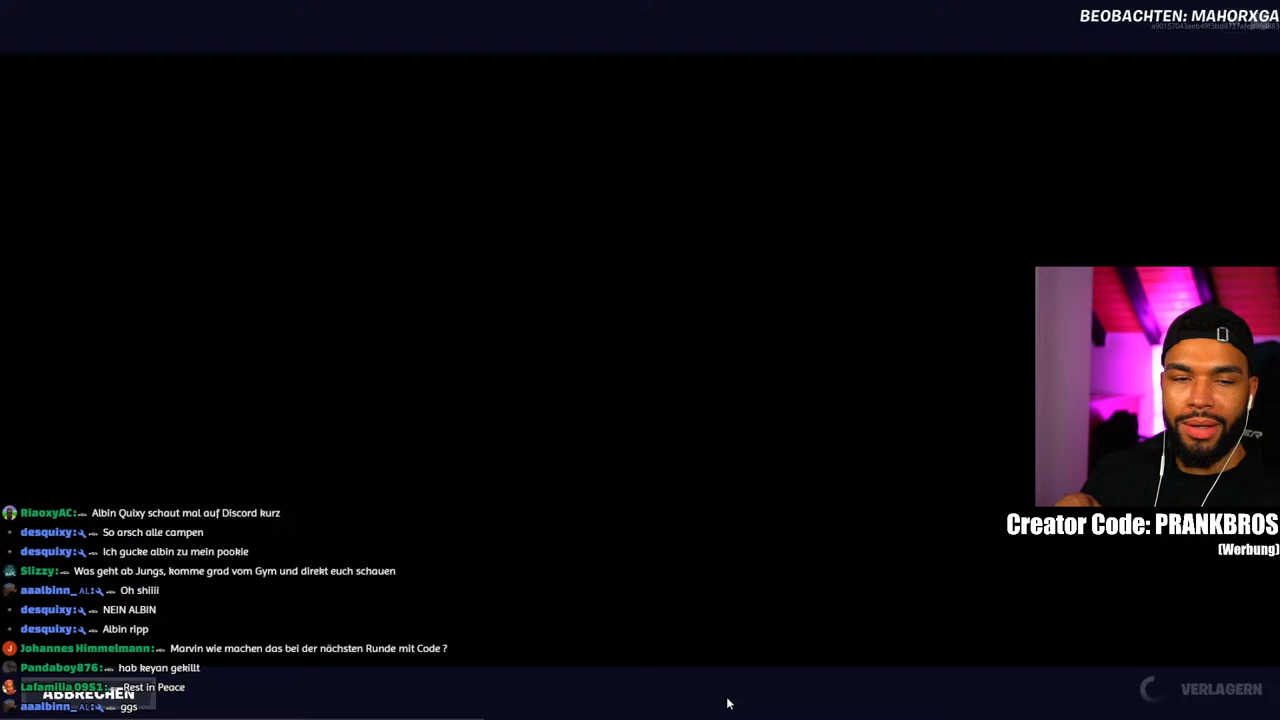 BEOBACHTEN: MAHORXGA
Creator Code: PRANKBROS
(Werbung)
RiaoxyAC: Albin Quixy schaut mal auf Discord kurz
desquixy: So arsch alle campen
desquixy: Ich gucke albin zu mein pookie
Slizzy: Was geht ab Jungs, komme grad vom Gym und direkt euch schauen
aaalbinn_ AL: Oh shiiii
desquixy: NEIN ALBIN
desquixy: Albin ripp
Johannes Himmelmann: Marvin wie machen das bei der nächsten Runde mit Code ?
Pandaboy876: hab keyan gekillt
Lafamilia0951: Rest in Peace
ABBRECHEN
aaalbinn_ AL: ggs
VERLAGERN